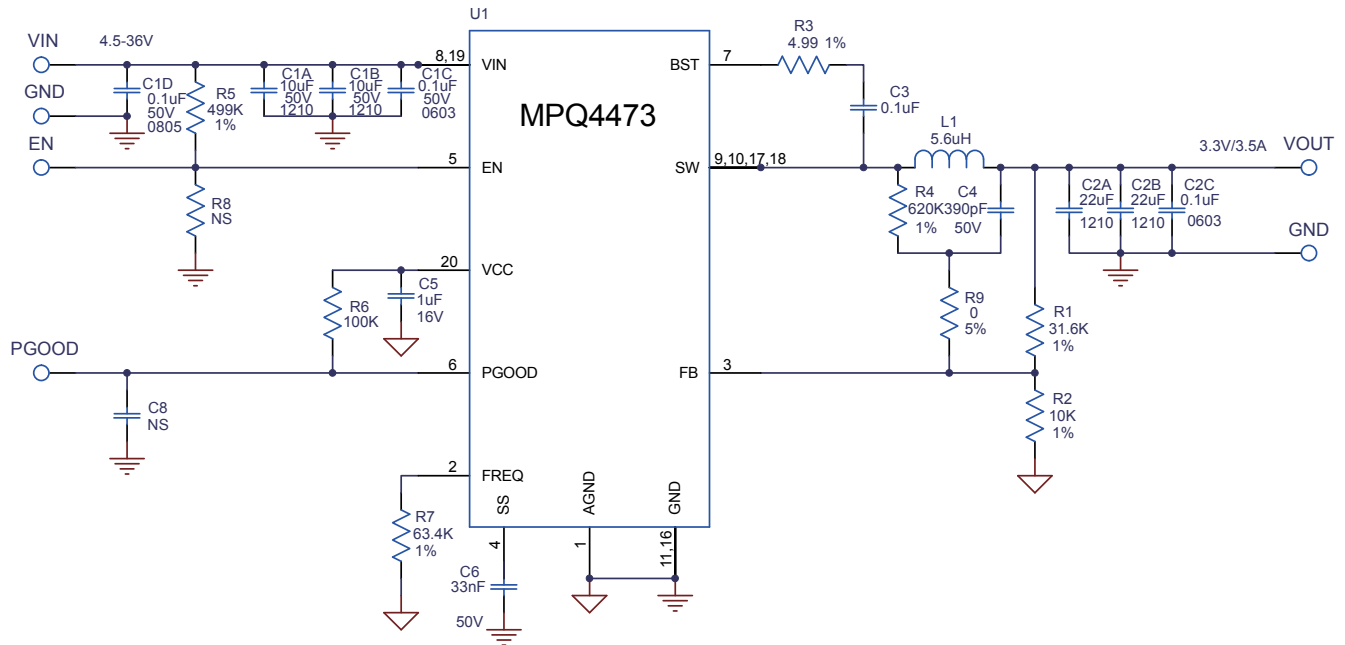 U1
MPQ4473
VIN
4.5-36V
GND
EN
C1D
0.1uF
50V
0805
R5
499K
1%
C1A
10uF
50V
1210
C1B
10uF
50V
1210
C1C
0.1uF
50V
0603
8,19
VIN
5
EN
R8
NS
20
VCC
C5
1uF
16V
R6
100K
PGOOD
6
PGOOD
C8
NS
2
FREQ
R7
63.4K
1%
SS
4
C6
33nF
50V
AGND
1
GND
11,16
BST
7
R3
4.99 1%
C3
0.1uF
SW
9,10,17,18
L1
5.6uH
3.3V/3.5A
VOUT
R4
620K
1%
C4
390pF
50V
C2A
22uF
1210
C2B
22uF
1210
C2C
0.1uF
0603
GND
R9
0
5%
R1
31.6K
1%
FB
3
R2
10K
1%